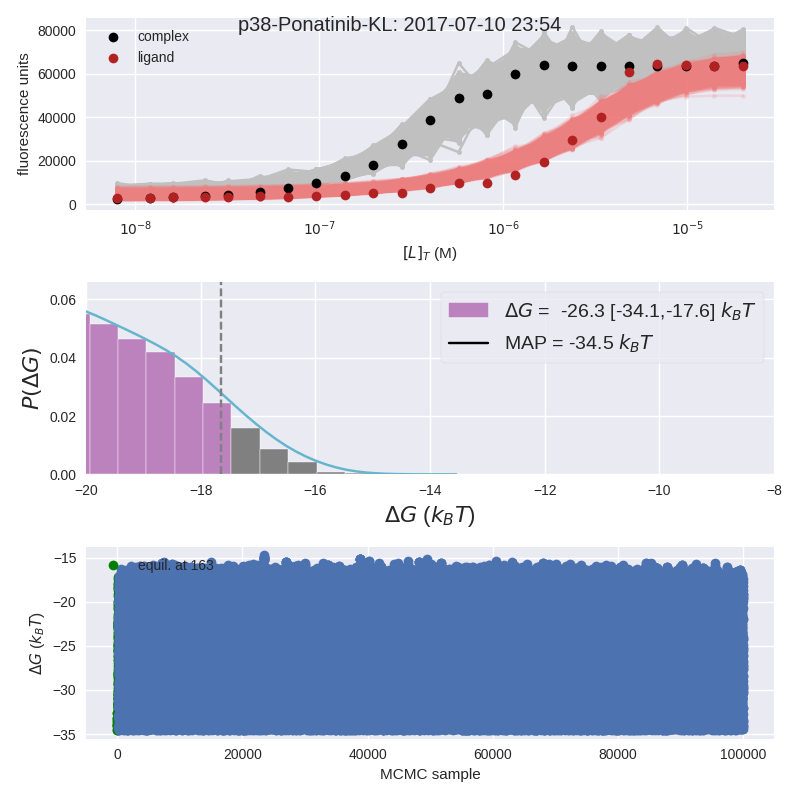 p38-Ponatinib-KL: 2017-07-10 23:54
complex
ligand
80000
60000
40000
20000
0
fluorescence units
10⁻⁸
10⁻⁷
10⁻⁶
10⁻⁵
[L]_T (M)
0.06
0.04
0.02
0.00
P(ΔG)
ΔG = -26.3 [-34.1,-17.6] k_BT
MAP = -34.5 k_BT
−20
−18
−16
−14
−12
−10
−8
ΔG (k_BT)
equil. at 163
−15
−20
−25
−30
−35
ΔG (k_BT)
0
20000
40000
60000
80000
100000
MCMC sample